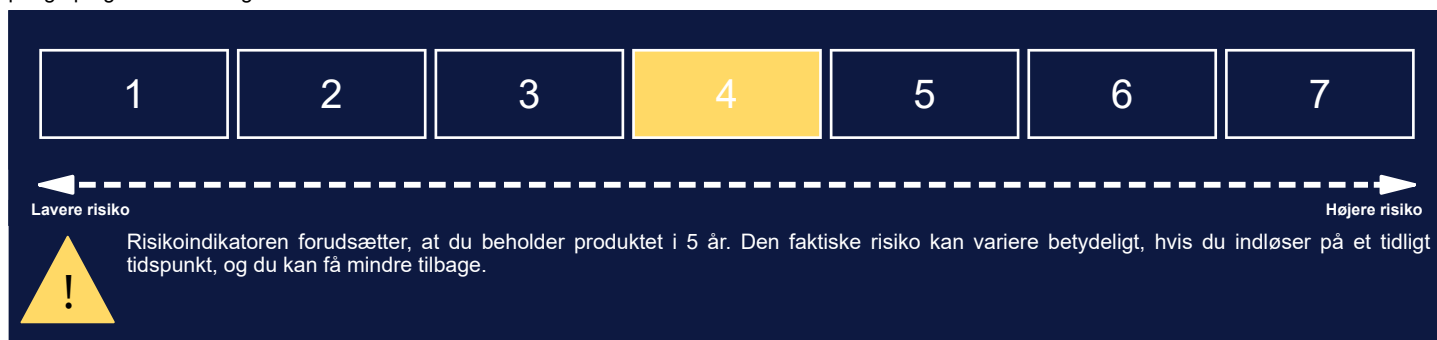 1 2 3 4 5 6 7
Lavere risiko Højere risiko
Risikoindikatoren forudsætter, at du beholder produktet i 5 år. Den faktiske risiko kan variere betydeligt, hvis du indløser på et tidligt
tidspunkt, og du kan få mindre tilbage.
!